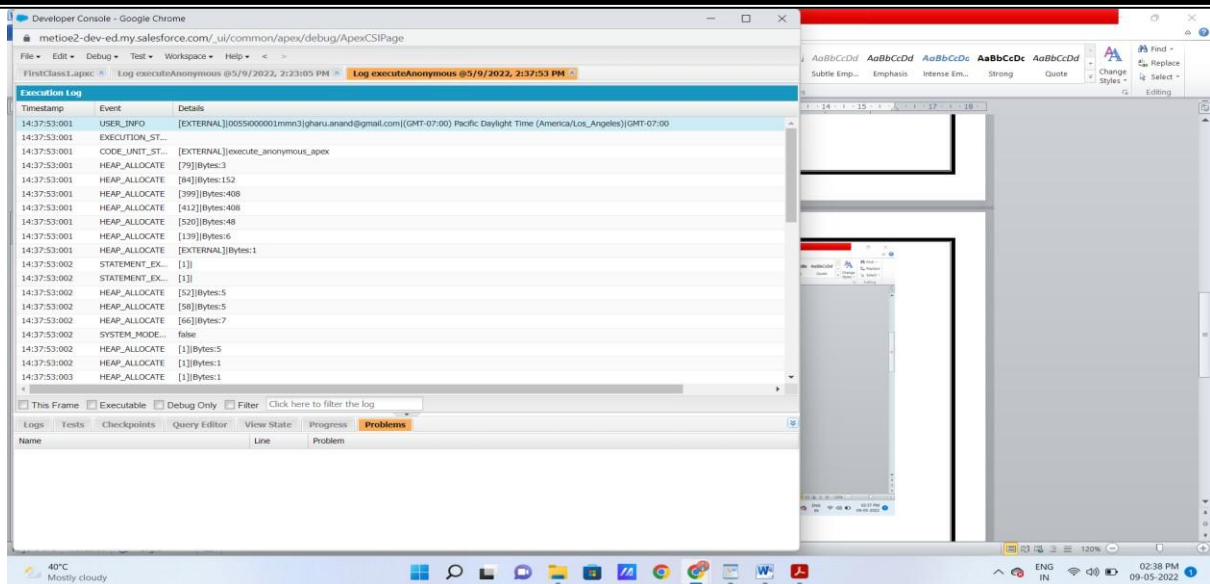 Developer Console - Google Chrome
metioe2-dev-ed.my.salesforce.com/_ui/common/apex/debug/ApexCSIPage
File Edit Debug Test Workspace Help < >
FirstClass1.apxc Log executeAnonymous @5/9/2022, 2:23:05 PM Log executeAnonymous @5/9/2022, 2:37:53 PM
Execution Log
Timestamp Event Details
14:37:53:001 USER_INFO [EXTERNAL]|0055i000001mmn3|gharu.anand@gmail.com|(GMT-07:00) Pacific Daylight Time (America/Los_Angeles)|GMT-07:00
14:37:53:001 EXECUTION_ST...
14:37:53:001 CODE_UNIT_ST... [EXTERNAL]|execute_anonymous_apex
14:37:53:001 HEAP_ALLOCATE [79]|Bytes:3
14:37:53:001 HEAP_ALLOCATE [84]|Bytes:152
14:37:53:001 HEAP_ALLOCATE [399]|Bytes:408
14:37:53:001 HEAP_ALLOCATE [412]|Bytes:408
14:37:53:001 HEAP_ALLOCATE [520]|Bytes:48
14:37:53:001 HEAP_ALLOCATE [139]|Bytes:6
14:37:53:001 HEAP_ALLOCATE [EXTERNAL]|Bytes:1
14:37:53:002 STATEMENT_EX... [1]|
14:37:53:002 STATEMENT_EX... [1]|
14:37:53:002 HEAP_ALLOCATE [52]|Bytes:5
14:37:53:002 HEAP_ALLOCATE [58]|Bytes:5
14:37:53:002 HEAP_ALLOCATE [66]|Bytes:7
14:37:53:002 SYSTEM_MODE... false
14:37:53:002 HEAP_ALLOCATE [1]|Bytes:5
14:37:53:002 HEAP_ALLOCATE [1]|Bytes:1
14:37:53:003 HEAP_ALLOCATE [1]|Bytes:1
This Frame Executable Debug Only Filter Click here to filter the log
Logs Tests Checkpoints Query Editor View State Progress Problems
Name Line Problem
AaBbCcDd AaBbCcDd AaBbCcDc AaBbCcDc AaBbCcDd
Subtle Emp... Emphasis Intense Em... Strong Quote
Change Styles
Find
Replace
Select
Editing
14 15 17 18
120%
40°C
Mostly cloudy
ENG
IN
02:38 PM
09-05-2022